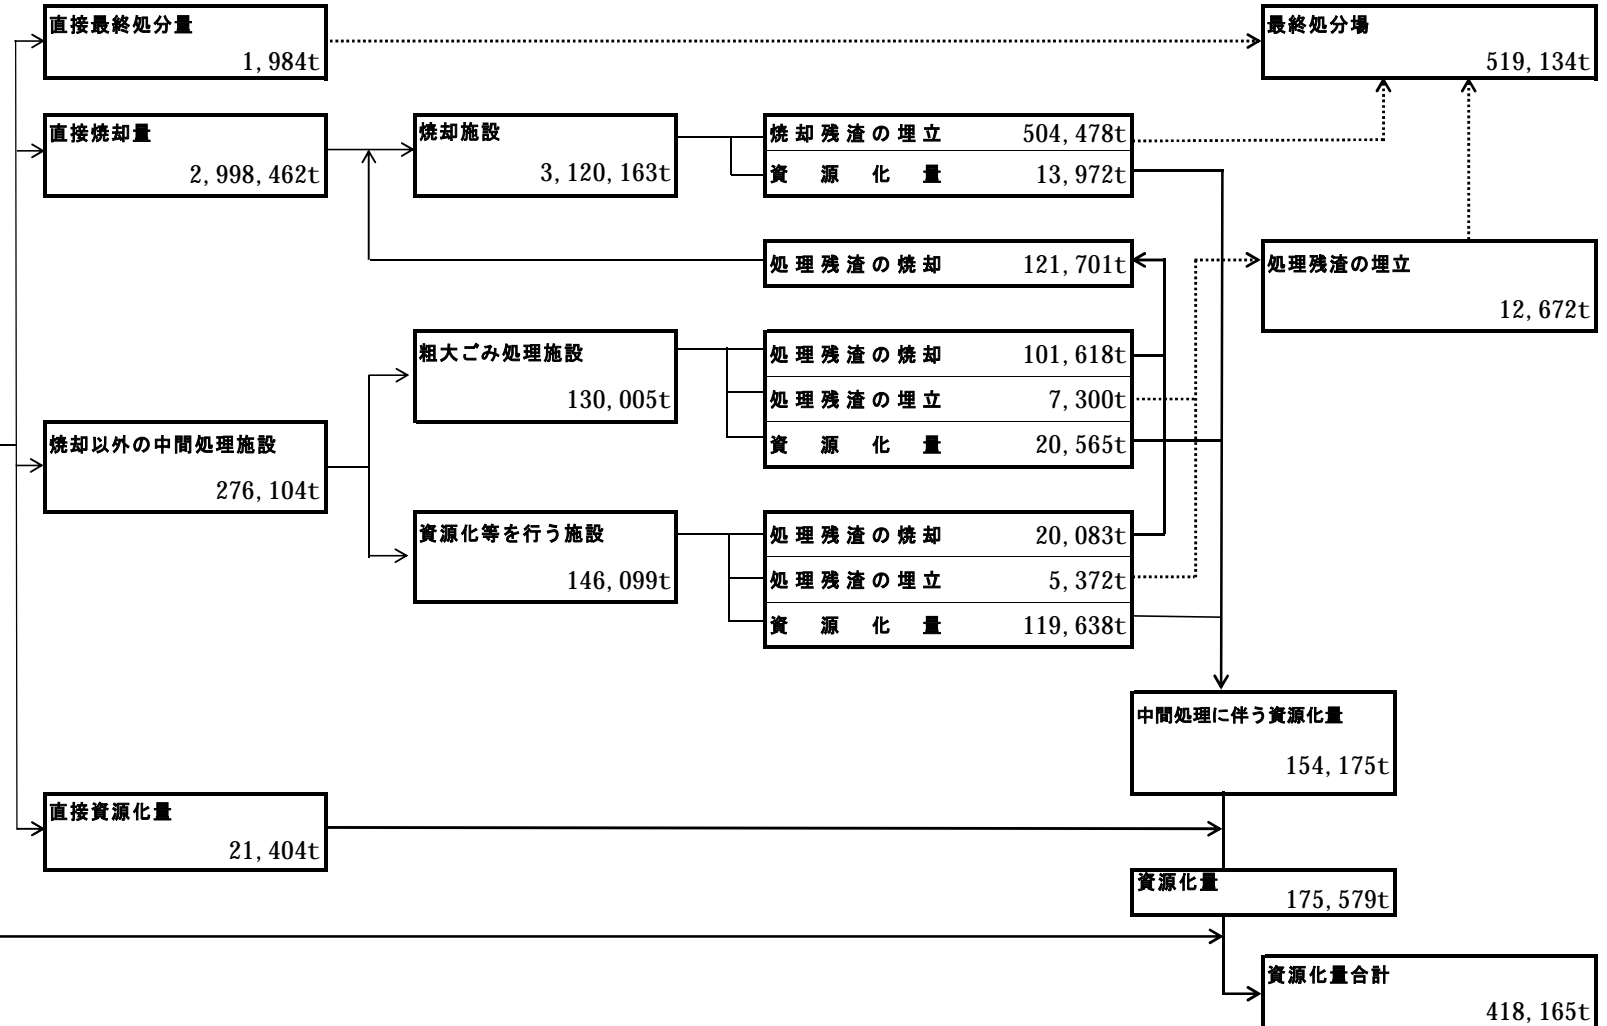 直接最終処分量
1,984t
最終処分場
519,134t
直接焼却量
2,998,462t
焼却施設
3,120,163t
焼却残渣の埋立 504,478t
資源化量 13,972t
処理残渣の焼却 121,701t
処理残渣の埋立
12,672t
粗大ごみ処理施設
130,005t
処理残渣の焼却 101,618t
処理残渣の埋立 7,300t
資源化量 20,565t
焼却以外の中間処理施設
276,104t
資源化等を行う施設
146,099t
処理残渣の焼却 20,083t
処理残渣の埋立 5,372t
資源化量 119,638t
中間処理に伴う資源化量
154,175t
直接資源化量
21,404t
資源化量
175,579t
資源化量合計
418,165t